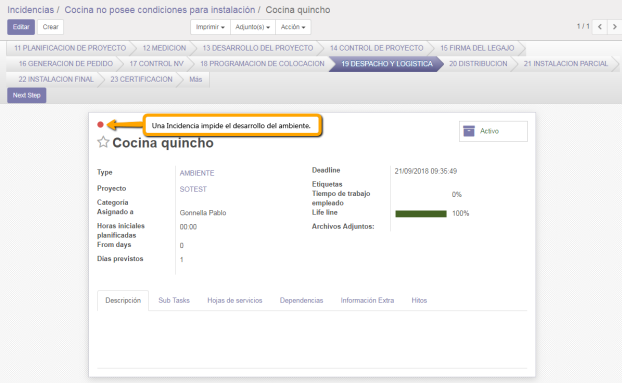 Incidencias / Cocina no posee condiciones para instalación / Cocina quincho
Editar Crear Imprimir Adjunto(s) Acción 1 / 1
11 PLANIFICACION DE PROYECTO 12 MEDICION 13 DESARROLLO DEL PROYECTO 14 CONTROL DE PROYECTO 15 FIRMA DEL LEGAJO
16 GENERACION DE PEDIDO 17 CONTROL NV 18 PROGRAMACION DE COLOCACION 19 DESPACHO Y LOGISTICA 20 DISTRIBUCION 21 INSTALACION PARCIAL
22 INSTALACION FINAL 23 CERTIFICACION Más
Next Step
Una Incidencia impide el desarrollo del ambiente.
Activo
Cocina quincho
Type AMBIENTE
Proyecto SOTEST
Categoría
Asignado a Gonnella Pablo
Horas iniciales planificadas 00:00
From days 0
Días previstos 1
Deadline 21/09/2018 09:35:49
Etiquetas
Tiempo de trabajo empleado 0%
Life line 100%
Archivos Adjuntos:
Descripción Sub Tasks Hojas de servicios Dependencias Información Extra Hitos